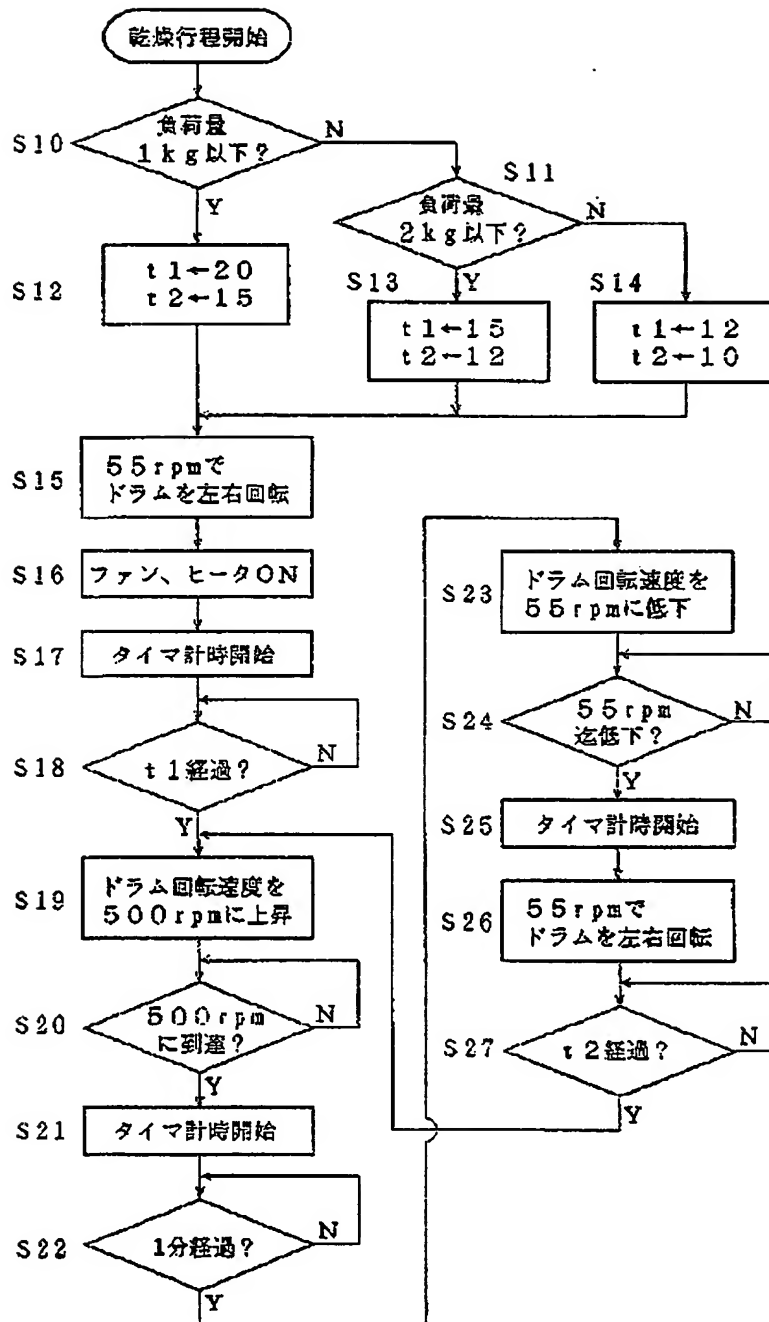 乾燥行程開始
S10
負荷量
1kg以下?
N
Y
S11
負荷量
2kg以下?
N
Y
S12
t1←20
t2←15
S13
t1←15
t2←12
S14
t1←12
t2←10
S15
55rpmで
ドラムを左右回転
S16
ファン、ヒータON
S17
タイマ計時開始
S18
t1経過?
N
Y
S19
ドラム回転速度を
500rpmに上昇
S20
500rpm
に到達?
N
Y
S21
タイマ計時開始
S22
1分経過?
N
Y
S23
ドラム回転速度を
55rpmに低下
S24
55rpm
迄低下?
N
Y
S25
タイマ計時開始
S26
55rpmで
ドラムを左右回転
S27
t2経過?
N
Y